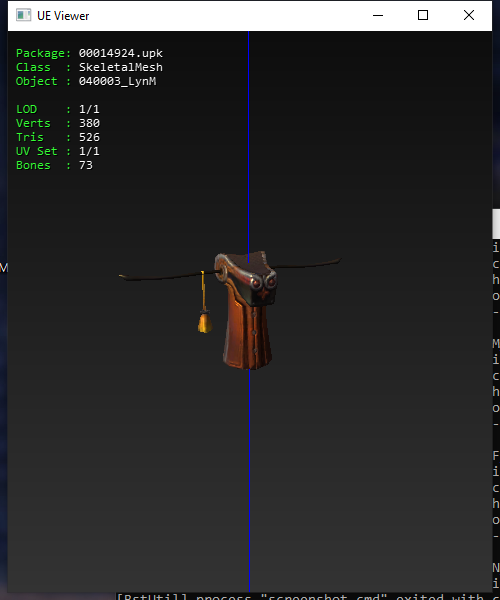 UE Viewer
Package: 00014924.upk
Class : SkeletalMesh
Object : 040003_LynM
LOD : 1/1
Verts : 380
Tris : 526
UV Set : 1/1
Bones : 73
M
i
c
h
o
-
M
i
c
h
o
-
F
i
c
h
o
-
N
i
[BstUtil] process "screenshot.cmd" exited with c